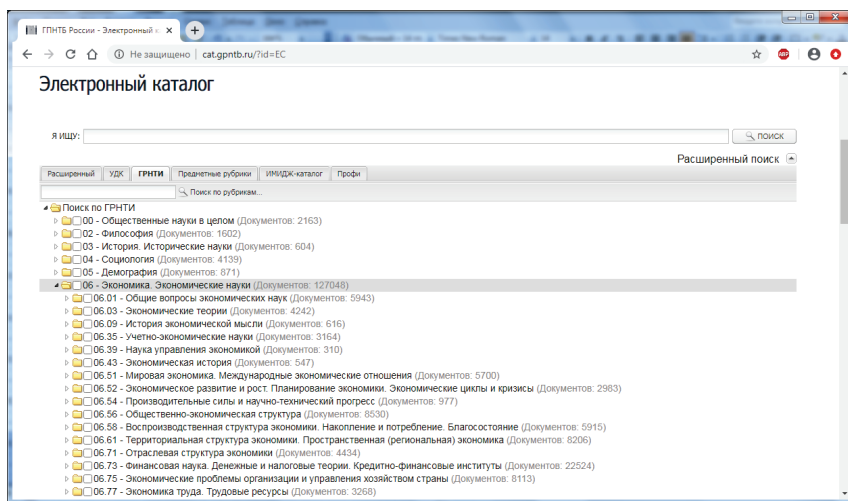 ГПНТБ России - Электронный к
Не защищено | cat.gpntb.ru/?id=EC
ABP
Электронный каталог
Я ИЩУ:
ПОИСК
Расширенный поиск
Расширенный УДК ГРНТИ Предметные рубрики ИМИДЖ-каталог Профи
Поиск по рубрикам...
Поиск по ГРНТИ
00 - Общественные науки в целом (Документов: 2163)
02 - Философия (Документов: 1602)
03 - История. Исторические науки (Документов: 604)
04 - Социология (Документов: 4139)
05 - Демография (Документов: 871)
06 - Экономика. Экономические науки (Документов: 127048)
06.01 - Общие вопросы экономических наук (Документов: 5943)
06.03 - Экономические теории (Документов: 4242)
06.09 - История экономической мысли (Документов: 616)
06.35 - Учетно-экономические науки (Документов: 3164)
06.39 - Наука управления экономикой (Документов: 310)
06.43 - Экономическая история (Документов: 547)
06.51 - Мировая экономика. Международные экономические отношения (Документов: 5700)
06.52 - Экономическое развитие и рост. Планирование экономики. Экономические циклы и кризисы (Документов: 2983)
06.54 - Производительные силы и научно-технический прогресс (Документов: 977)
06.56 - Общественно-экономическая структура (Документов: 8530)
06.58 - Воспроизводственная структура экономики. Накопление и потребление. Благосостояние (Документов: 5915)
06.61 - Территориальная структура экономики. Пространственная (региональная) экономика (Документов: 8206)
06.71 - Отраслевая структура экономики (Документов: 4434)
06.73 - Финансовая наука. Денежные и налоговые теории. Кредитно-финансовые институты (Документов: 22524)
06.75 - Экономические проблемы организации и управления хозяйством страны (Документов: 8113)
06.77 - Экономика труда. Трудовые ресурсы (Документов: 3268)